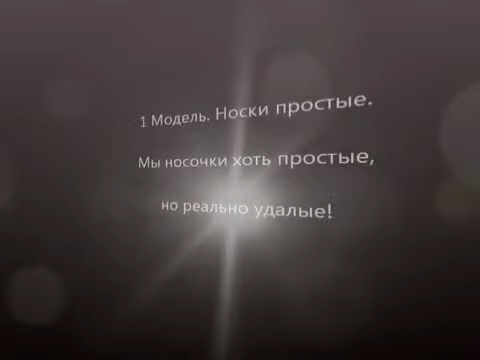 1 Модель. Носки простые.
Мы носочки хоть простые,
но реально удалые!